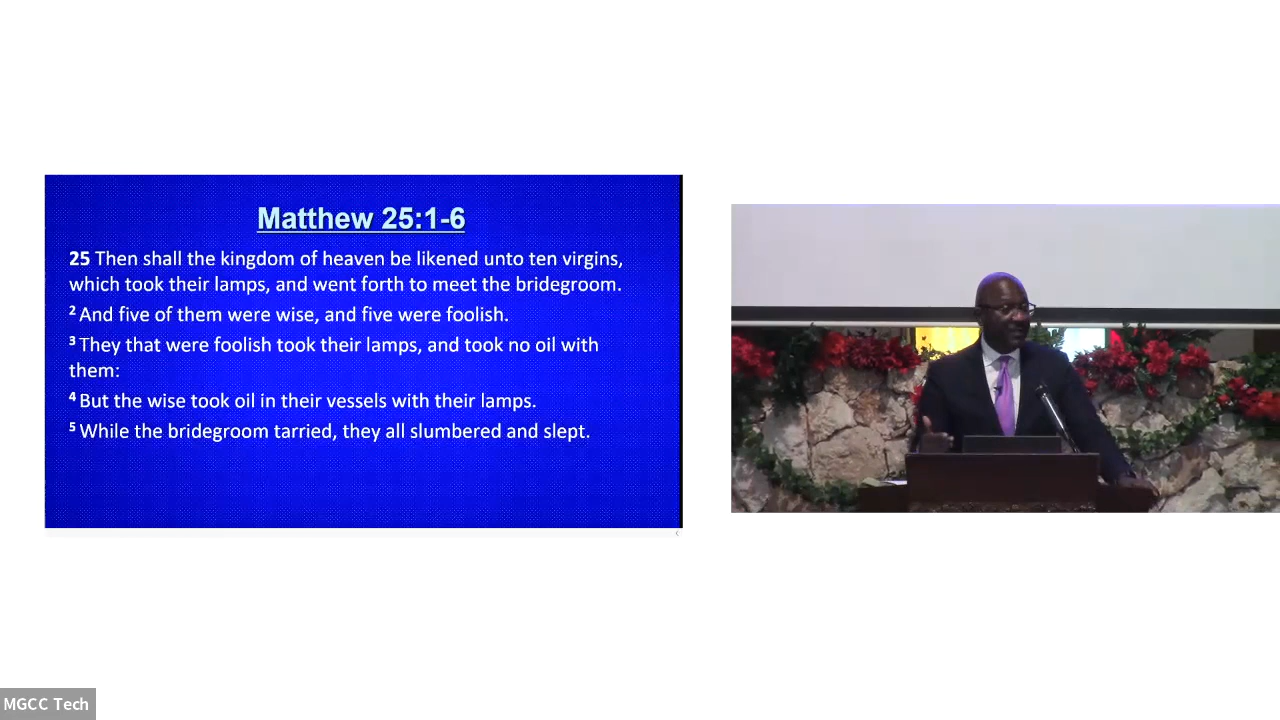 Matthew 25:1-6
25 Then shall the kingdom of heaven be likened unto ten virgins,
which took their lamps, and went forth to meet the bridegroom.
2 And five of them were wise, and five were foolish.
3 They that were foolish took their lamps, and took no oil with
them:
4 But the wise took oil in their vessels with their lamps.
5 While the bridegroom tarried, they all slumbered and slept.
MGCC Tech